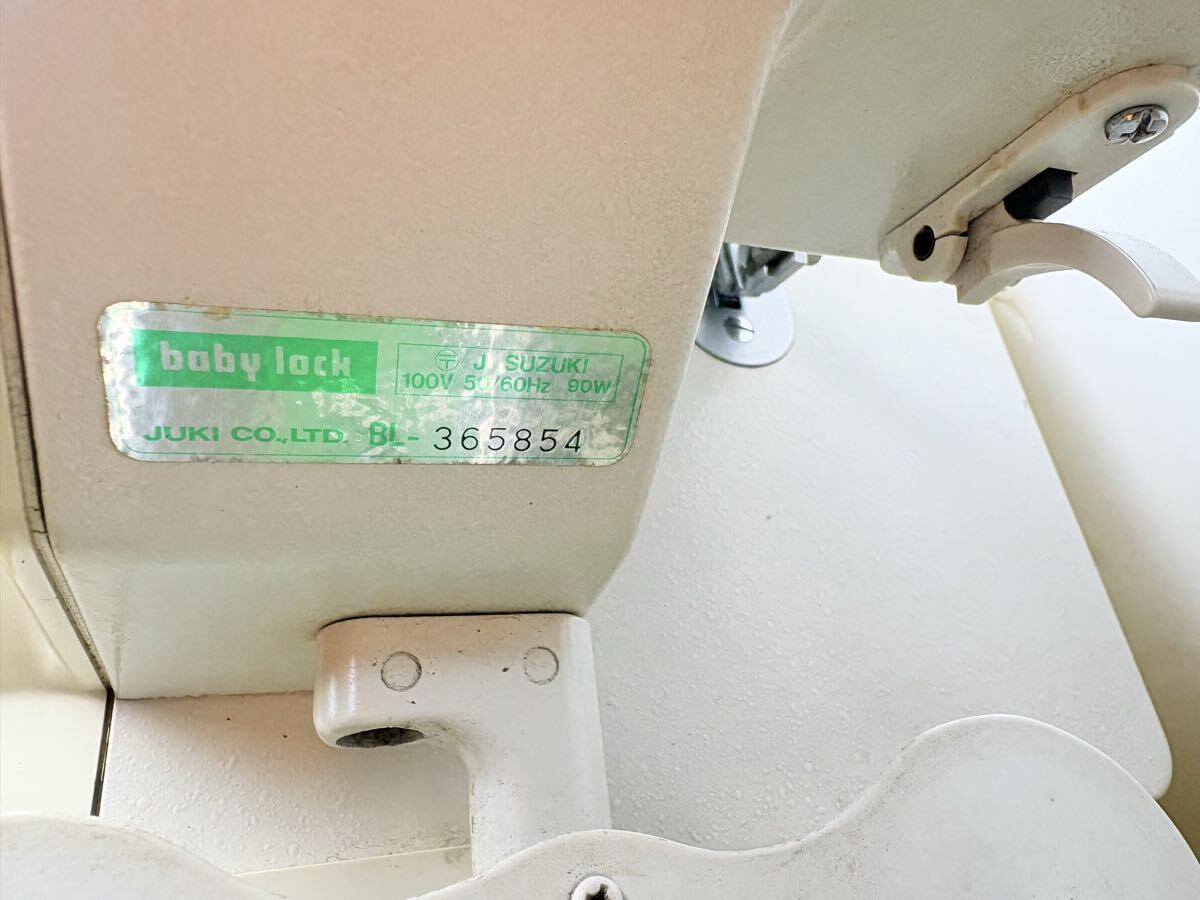 baby lock
〶 J. SUZUKI
100V 50/60Hz 90W
JUKI CO.,LTD. BL- 365854